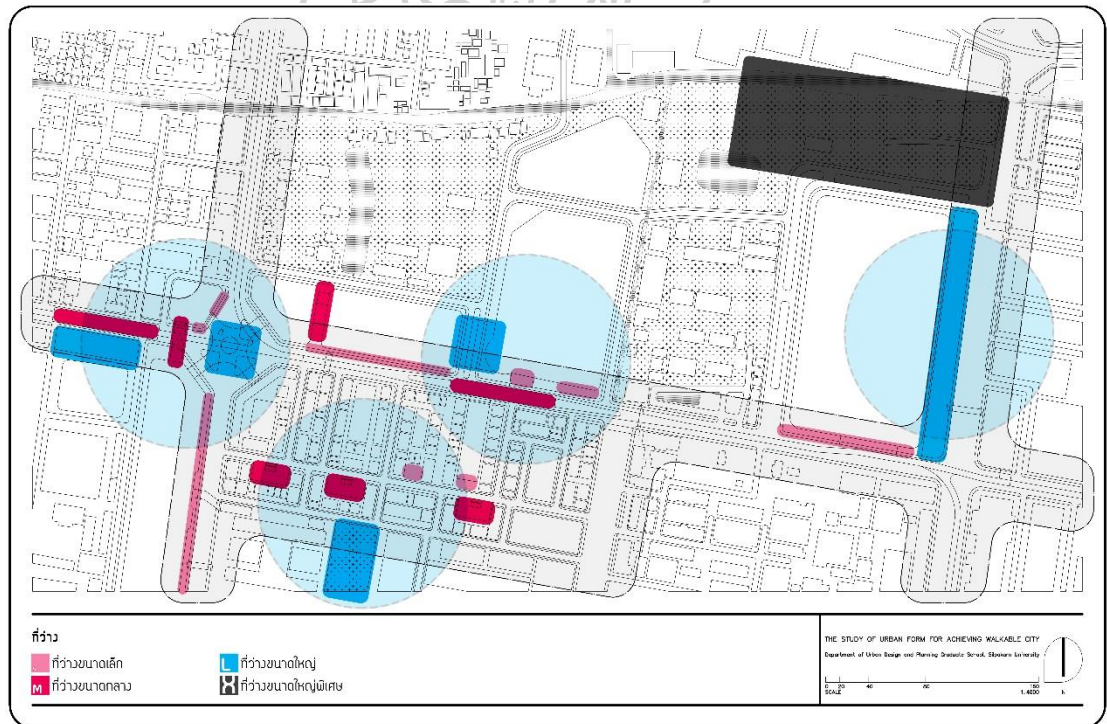 ที่ว่าง
ที่ว่างขนาดเล็ก
L ที่ว่างขนาดใหญ่
M ที่ว่างขนาดกลาง
X ที่ว่างขนาดใหญ่พิเศษ
THE STUDY OF URBAN FORM FOR ACHIEVING WALKABLE CITY
Department of Urban Design and Planning Graduate School, Silpakorn University
0 20 40 80 160
SCALE 1:4000 N